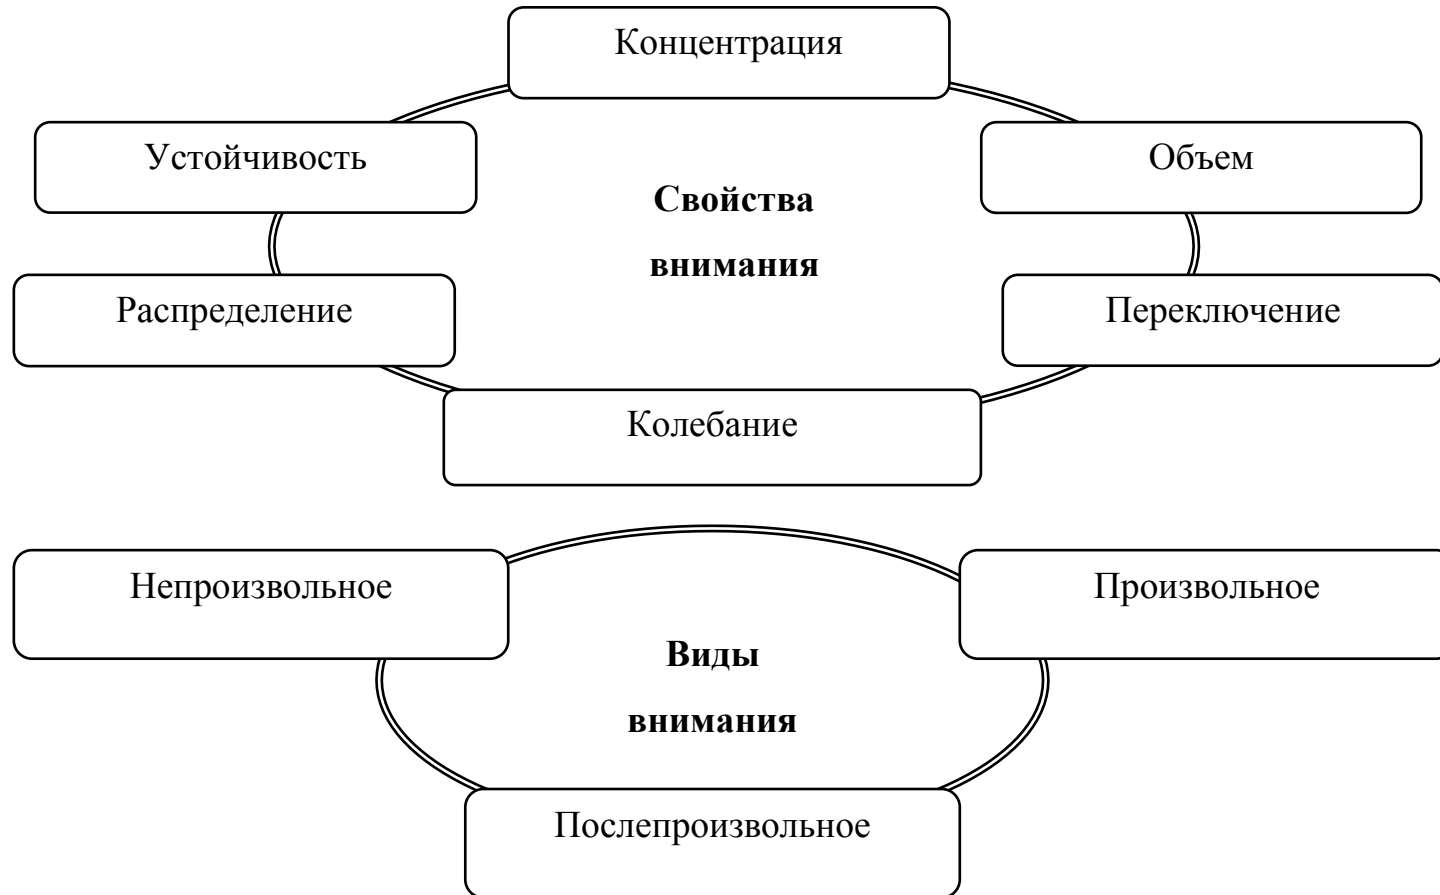 Концентрация
Устойчивость
Объем
Свойства
внимания
Распределение
Переключение
Колебание
Непроизвольное
Произвольное
Виды
внимания
Послепроизвольное